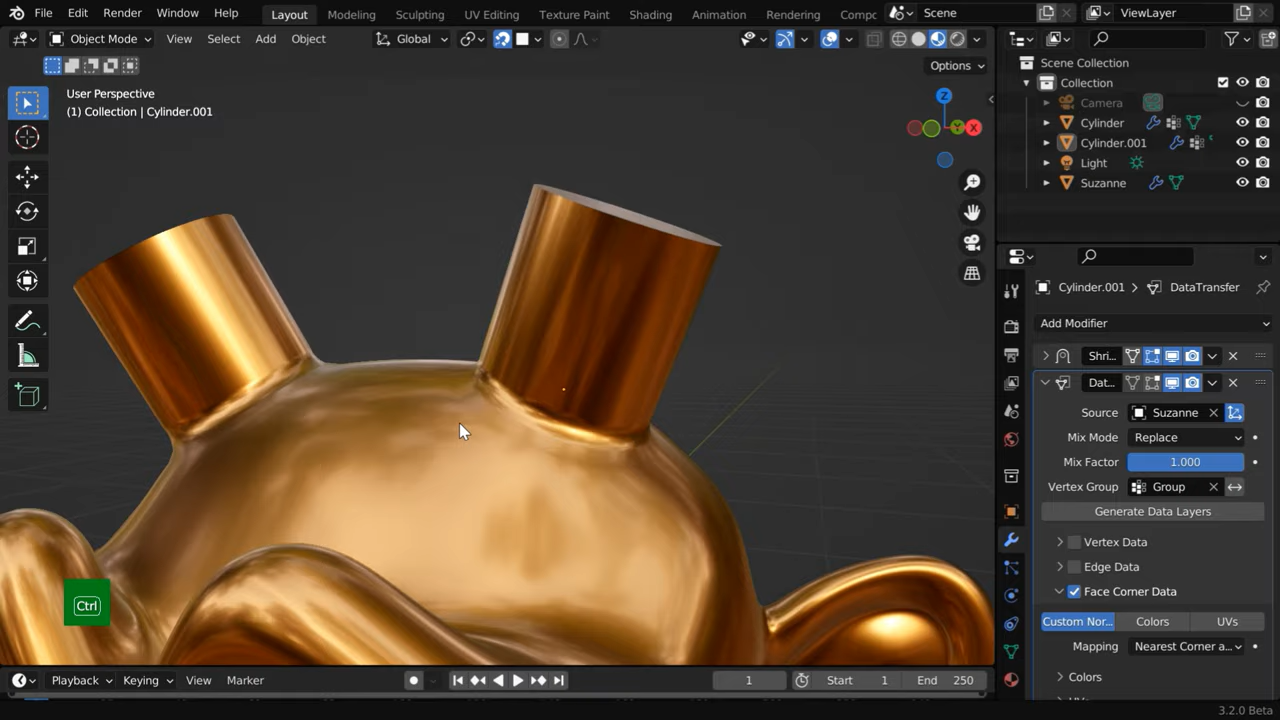 File Edit Render Window Help Layout Modeling Sculpting UV Editing Texture Paint Shading Animation Rendering Compc Scene ViewLayer
Object Mode View Select Add Object Global
Options
User Perspective
(1) Collection | Cylinder.001
Z
Y
X
Scene Collection
Collection
Camera
Cylinder
Cylinder.001
Light
Suzanne
Cylinder.001 DataTransfer
Add Modifier
Shri...
Dat...
Source Suzanne
Mix Mode Replace
Mix Factor 1.000
Vertex Group Group
Generate Data Layers
Vertex Data
Edge Data
Face Corner Data
Custom Nor... Colors UVs
Mapping Nearest Corner a...
Colors
Ctrl
Playback Keying View Marker 1 Start 1 End 250
3.2.0 Beta